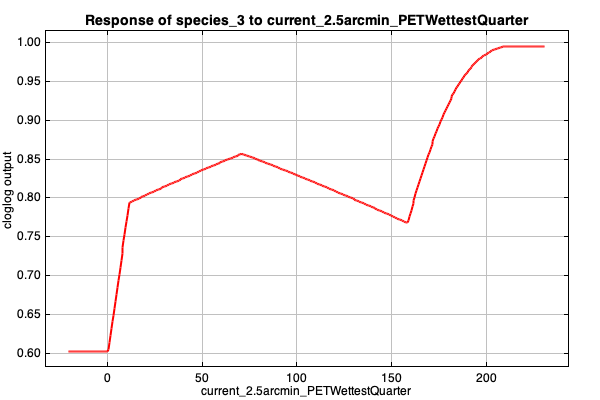 Response of species_3 to current_2.5arcmin_PETWettestQuarter
1.00
0.95
0.90
0.85
0.80
0.75
0.70
0.65
0.60
cloglog output
0 50 100 150 200
current_2.5arcmin_PETWettestQuarter